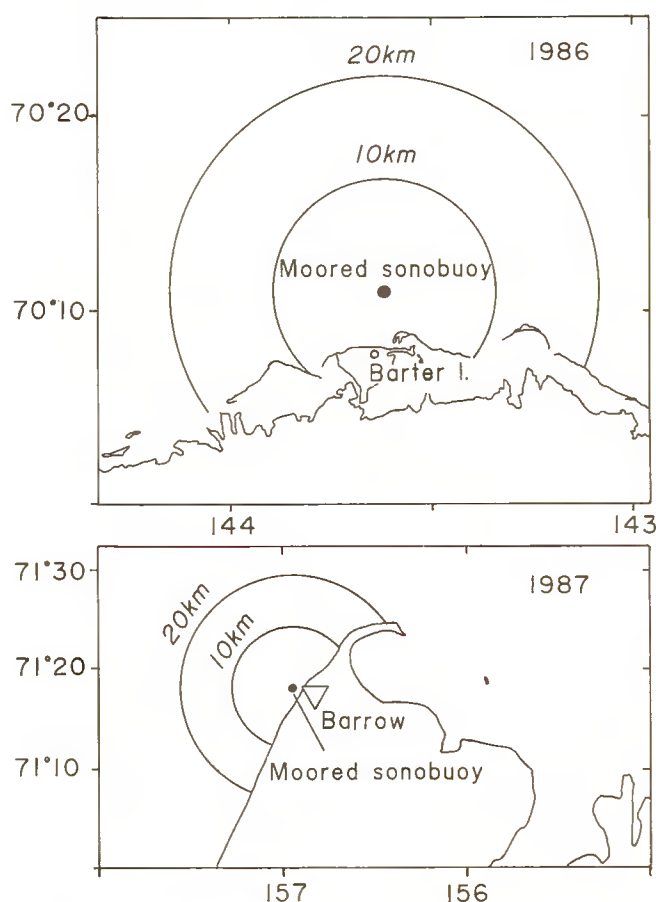 20km
1986
70°20
10km
Moored sonobuoy
70°10
Barter I.
144
143
71°30
1987
20km
10km
71°20
Barrow
71°10
Moored sonobuoy
157
156